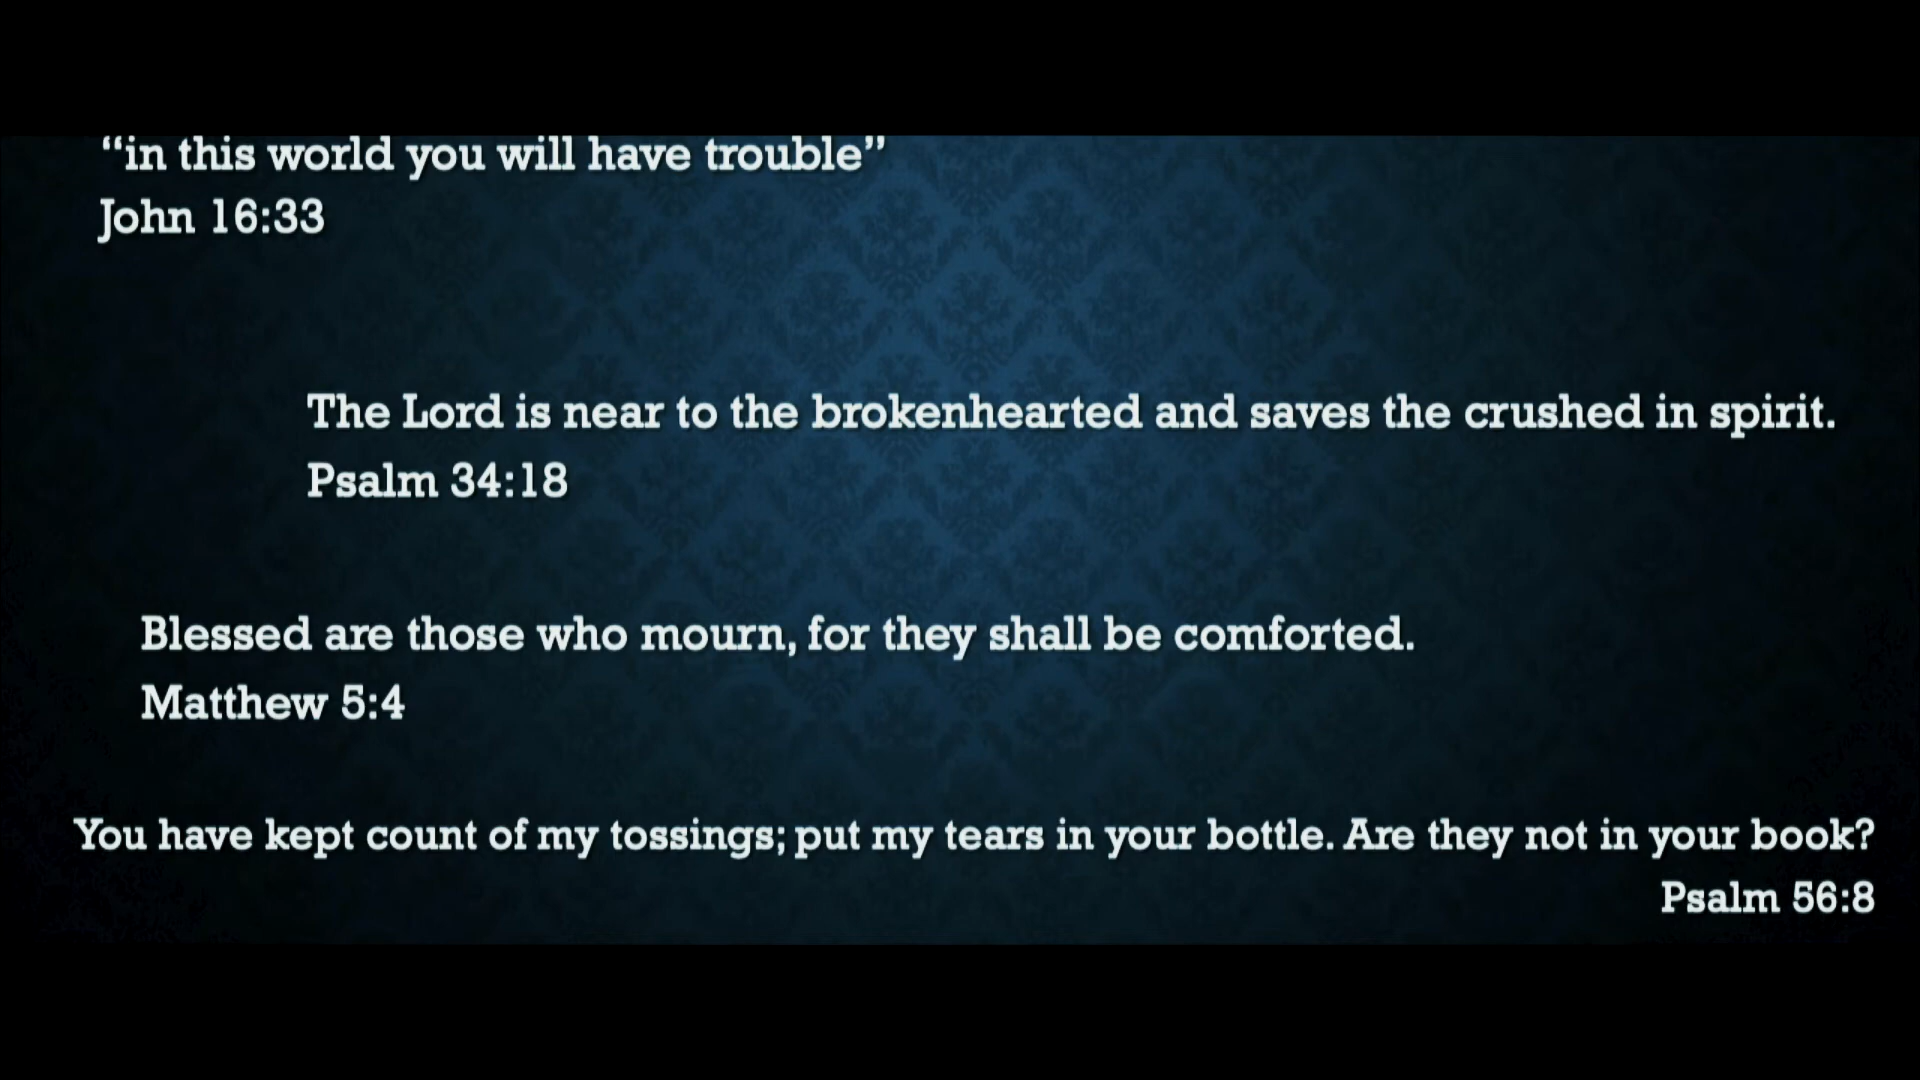 “in this world you will have trouble”
John 16:33
The Lord is near to the brokenhearted and saves the crushed in spirit.
Psalm 34:18
Blessed are those who mourn, for they shall be comforted.
Matthew 5:4
You have kept count of my tossings; put my tears in your bottle. Are they not in your book?
Psalm 56:8